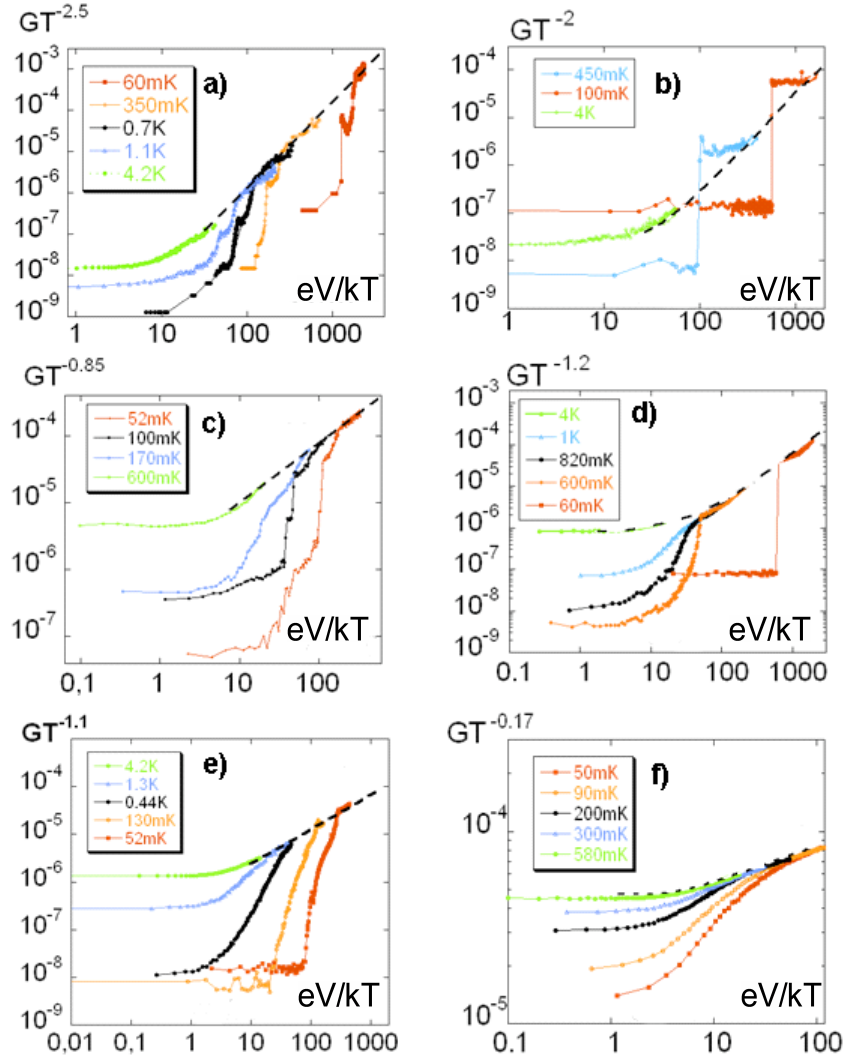 GT-2.5
a)
60mK
350mK
0.7K
1.1K
4.2K
10-3
10-4
10-5
10-6
10-7
10-8
10-9
eV/kT
1 10 100 1000
GT -2
b)
450mK
100mK
4K
10-4
10-5
10-6
10-7
10-8
10-9
eV/kT
1 10 100 1000
GT-0.85
c)
52mK
100mK
170mK
600mK
10-4
10-5
10-6
10-7
eV/kT
0,1 1 10 100
GT -1.2
d)
4K
1K
820mK
600mK
60mK
10-3
10-4
10-5
10-6
10-7
10-8
10-9
eV/kT
0.1 1 10 100 1000
GT-1.1
e)
4.2K
1.3K
0.44K
130mK
52mK
10-4
10-5
10-6
10-7
10-8
10-9
eV/kT
0,01 0,1 1 10 100 1000
GT -0.17
f)
50mK
90mK
200mK
300mK
580mK
10-4
10-5
eV/kT
0.1 1 10 100